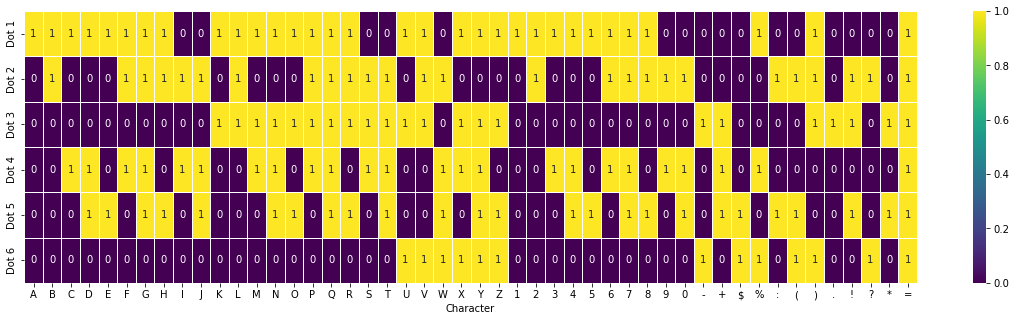 Dot 1 1 1 1 1 1 1 1 1 0 0 1 1 1 1 1 1 1 1 0 0 1 1 0 1 1 1 1 1 1 1 1 1 1 1 0 0 0 0 0 1 0 0 1 0 0 0 0 1
Dot 2 0 1 0 0 0 1 1 1 1 1 0 1 0 0 0 1 1 1 1 1 0 1 1 0 0 0 0 1 0 0 0 1 1 1 1 1 0 0 0 0 1 1 1 0 1 1 0 1
Dot 3 0 0 0 0 0 0 0 0 0 0 1 1 1 1 1 1 1 1 1 1 1 1 0 1 1 1 0 0 0 0 0 0 0 0 0 0 1 1 0 0 0 0 1 1 1 0 1 1
Dot 4 0 0 1 1 0 1 1 0 1 1 0 0 1 1 0 1 1 0 1 1 0 0 1 1 1 0 0 0 1 1 0 1 1 0 1 1 0 1 0 1 0 0 0 0 0 0 0 1
Dot 5 0 0 0 1 1 0 1 1 0 1 0 0 0 1 1 0 1 1 0 1 0 0 1 0 1 1 0 0 0 1 1 0 1 1 0 1 0 1 1 0 1 1 0 0 1 0 1 1
Dot 6 0 0 0 0 0 0 0 0 0 0 0 0 0 0 0 0 0 0 0 0 1 1 1 1 1 1 0 0 0 0 0 0 0 0 0 0 1 0 1 1 0 1 1 0 0 1 0 1
A B C D E F G H I J K L M N O P Q R S T U V W X Y Z 1 2 3 4 5 6 7 8 9 0 - + $ % : ( ) . ! ? * =
Character
1.0
0.8
0.6
0.4
0.2
0.0